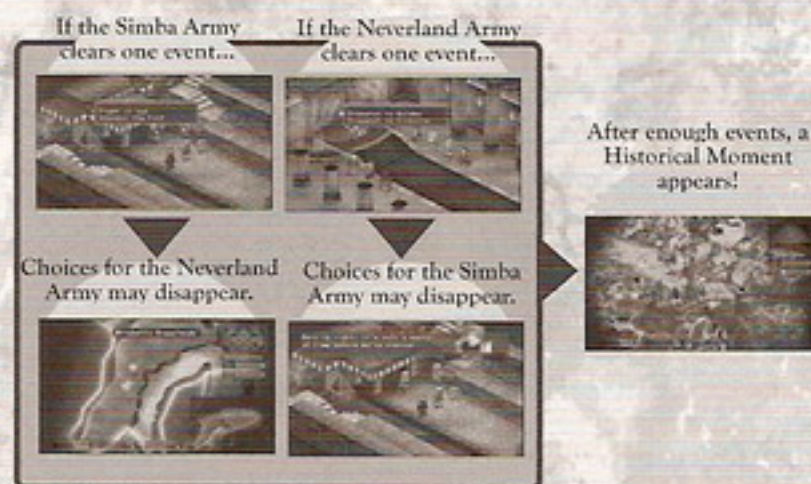 If the Simba Army
clears one event...
If the Neverland Army
clears one event...
Choices for the Neverland
Army may disappear.
Choices for the Simba
Army may disappear.
After enough events, a
Historical Moment
appears!